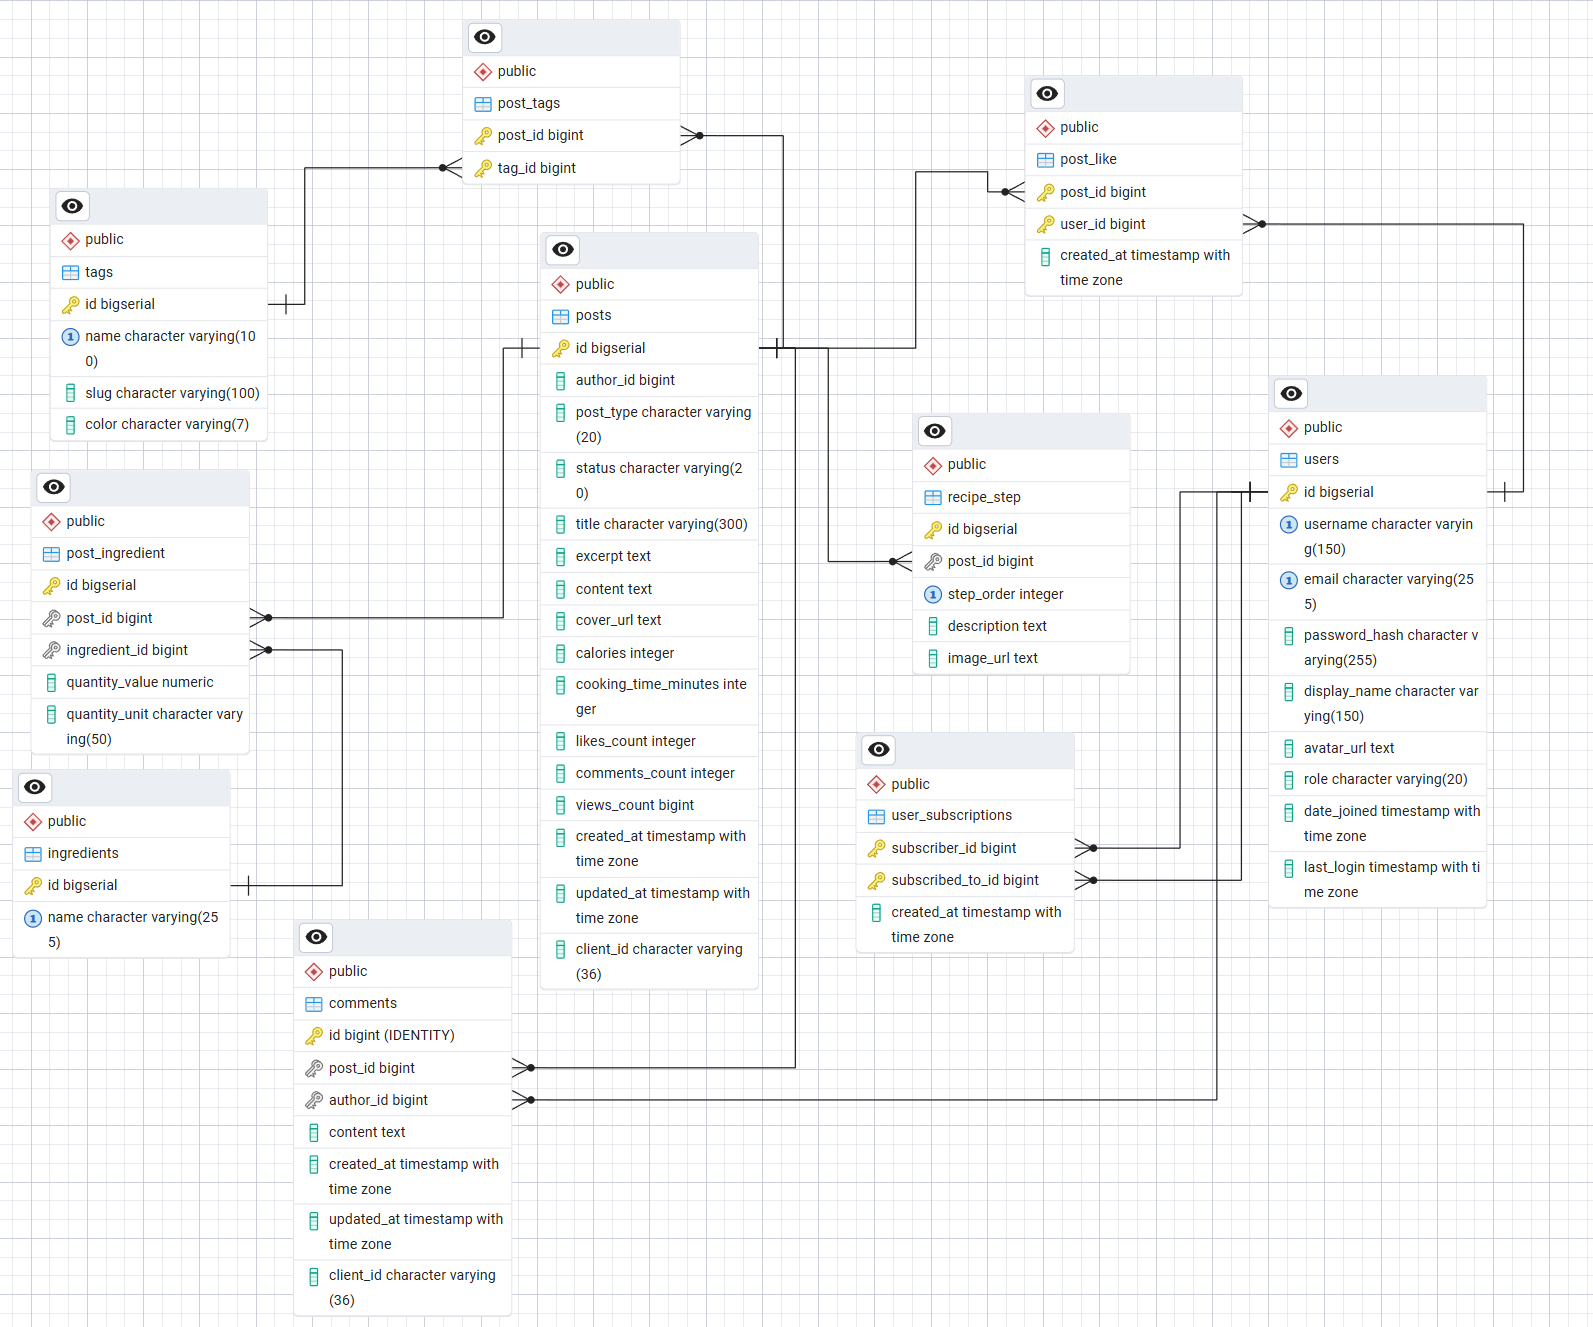 public
post_tags
post_id bigint
tag_id bigint
public
post_like
post_id bigint
user_id bigint
created_at timestamp with
time zone
public
tags
id bigserial
name character varying(10
0)
slug character varying(100)
color character varying(7)
public
posts
id bigserial
author_id bigint
post_type character varying
(20)
status character varying(2
0)
title character varying(300)
excerpt text
content text
cover_url text
calories integer
cooking_time_minutes inte
ger
likes_count integer
comments_count integer
views_count bigint
created_at timestamp with
time zone
updated_at timestamp with
time zone
client_id character varying
(36)
public
users
id bigserial
username character varyin
g(150)
email character varying(25
5)
password_hash character v
arying(255)
display_name character var
ying(150)
avatar_url text
role character varying(20)
date_joined timestamp with
time zone
last_login timestamp with ti
me zone
public
recipe_step
id bigserial
post_id bigint
step_order integer
description text
image_url text
public
post_ingredient
id bigserial
post_id bigint
ingredient_id bigint
quantity_value numeric
quantity_unit character vary
ing(50)
public
user_subscriptions
subscriber_id bigint
subscribed_to_id bigint
created_at timestamp with
time zone
public
ingredients
id bigserial
name character varying(25
5)
public
comments
id bigint (IDENTITY)
post_id bigint
author_id bigint
content text
created_at timestamp with
time zone
updated_at timestamp with
time zone
client_id character varying
(36)